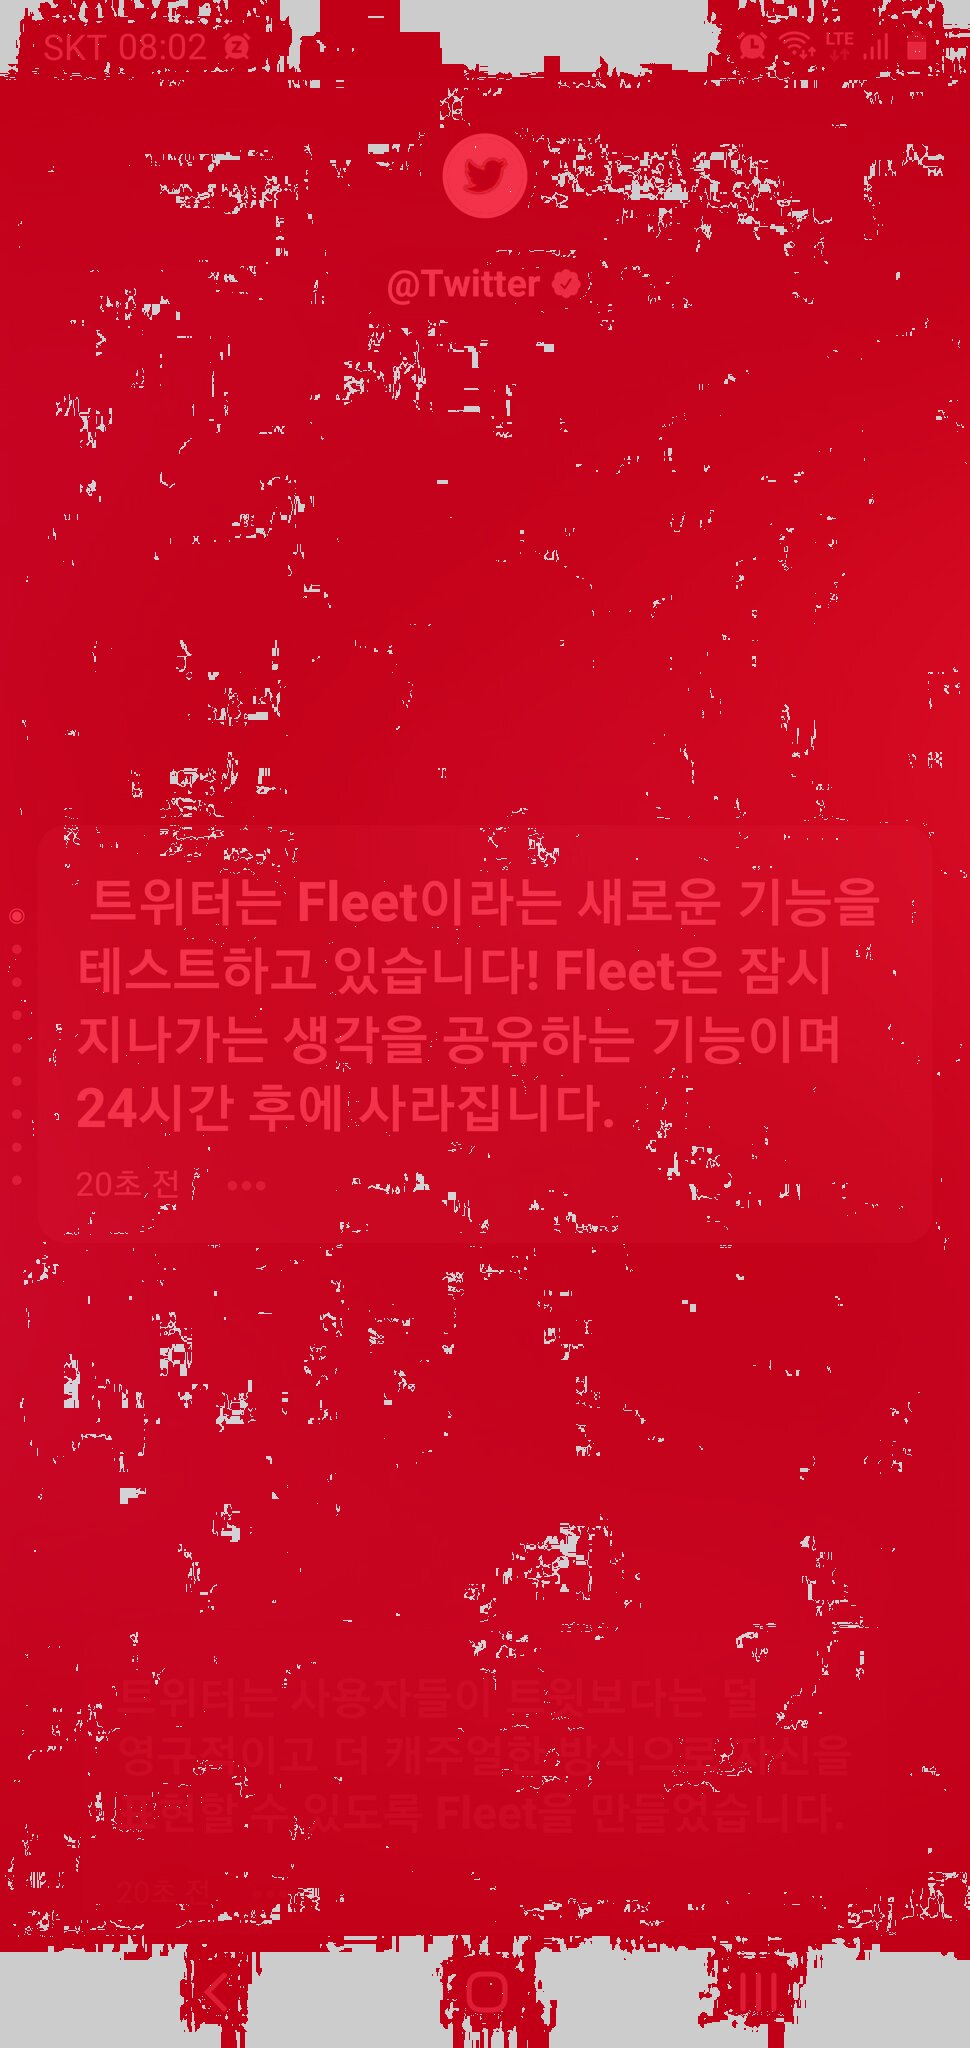 SKT 08:02
LTE
@Twitter
트위터는 Fleet이라는 새로운 기능을
테스트하고 있습니다! Fleet은 잠시
지나가는 생각을 공유하는 기능이며
24시간 후에 사라집니다.
20초 전
트위터는 사용자들이 트윗보다는 덜
영구적이고 더 캐주얼한 방식으로 자신을
표현할 수 있도록 Fleet을 만들었습니다.
20초 전